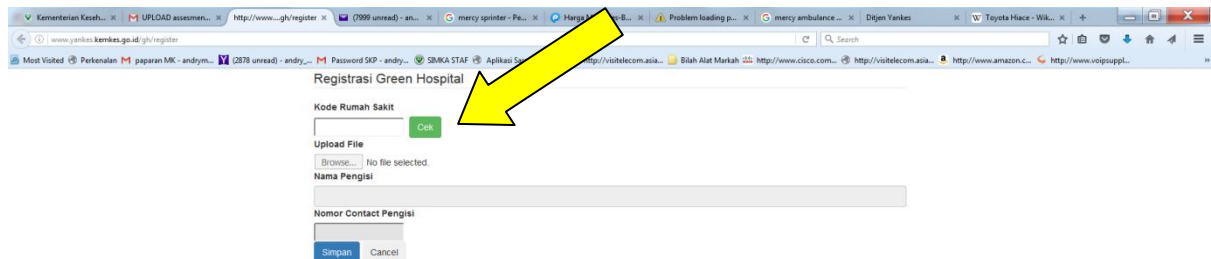 Kementerian Keseh... × M UPLOAD assesmen... × http://www....gh/register × (7999 unread) - an... × G mercy sprinter - Pe... × Harga M × Problem loading p... × G mercy ambulance ... × Ditjen Yankes × W Toyota Hiace - Wik... × +
www.yankes.kemkes.go.id/gh/register Search
Most Visited Perkenalan M paparan MK - andrym... (2878 unread) - andry_... M Password SKP - andry... SIMKA STAF Aplikasi http://visitelecom.asia... Bilah Alat Markah http://www.cisco.com... http://visitelecom.asia... http://www.amazon.c... http://www.voipsuppl...
Registrasi Green Hospital
Kode Rumah Sakit
Cek
Upload File
Browse... No file selected.
Nama Pengisi
Nomor Contact Pengisi
Simpan Cancel